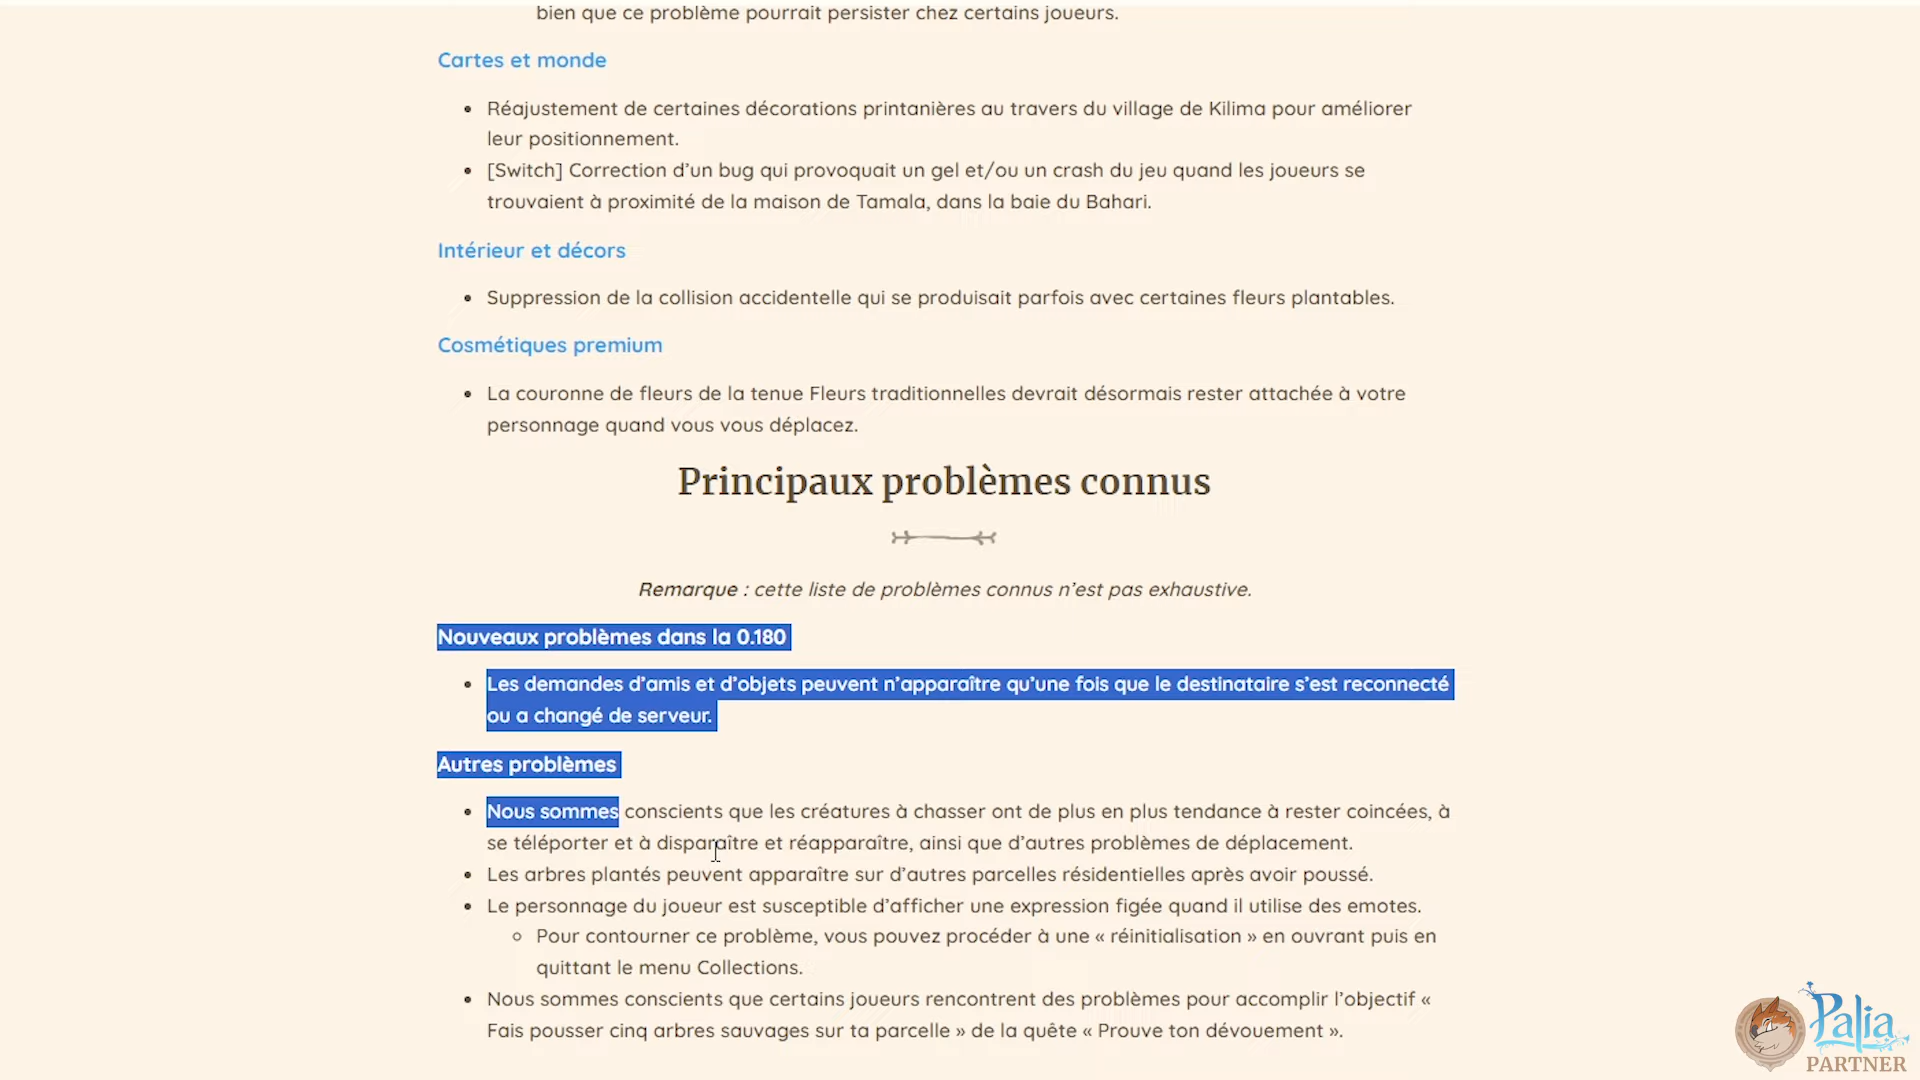 bien que ce problème pourrait persister chez certains joueurs.
Cartes et monde
Réajustement de certaines décorations printanières au travers du village de Kilima pour améliorer
leur positionnement.
[Switch] Correction d’un bug qui provoquait un gel et/ou un crash du jeu quand les joueurs se
trouvaient à proximité de la maison de Tamala, dans la baie du Bahari.
Intérieur et décors
Suppression de la collision accidentelle qui se produisait parfois avec certaines fleurs plantables.
Cosmétiques premium
La couronne de fleurs de la tenue Fleurs traditionnelles devrait désormais rester attachée à votre
personnage quand vous vous déplacez.
Principaux problèmes connus
Remarque : cette liste de problèmes connus n’est pas exhaustive.
Nouveaux problèmes dans la 0.180
Les demandes d’amis et d’objets peuvent n’apparaître qu’une fois que le destinataire s’est reconnecté
ou a changé de serveur.
Autres problèmes
Nous sommes conscients que les créatures à chasser ont de plus en plus tendance à rester coincées, à
se téléporter et à disparaître et réapparaître, ainsi que d’autres problèmes de déplacement.
Les arbres plantés peuvent apparaître sur d’autres parcelles résidentielles après avoir poussé.
Le personnage du joueur est susceptible d’afficher une expression figée quand il utilise des emotes.
Pour contourner ce problème, vous pouvez procéder à une « réinitialisation » en ouvrant puis en
quittant le menu Collections.
Nous sommes conscients que certains joueurs rencontrent des problèmes pour accomplir l’objectif «
Fais pousser cinq arbres sauvages sur ta parcelle » de la quête « Prouve ton dévouement ».
Palia
PARTNER